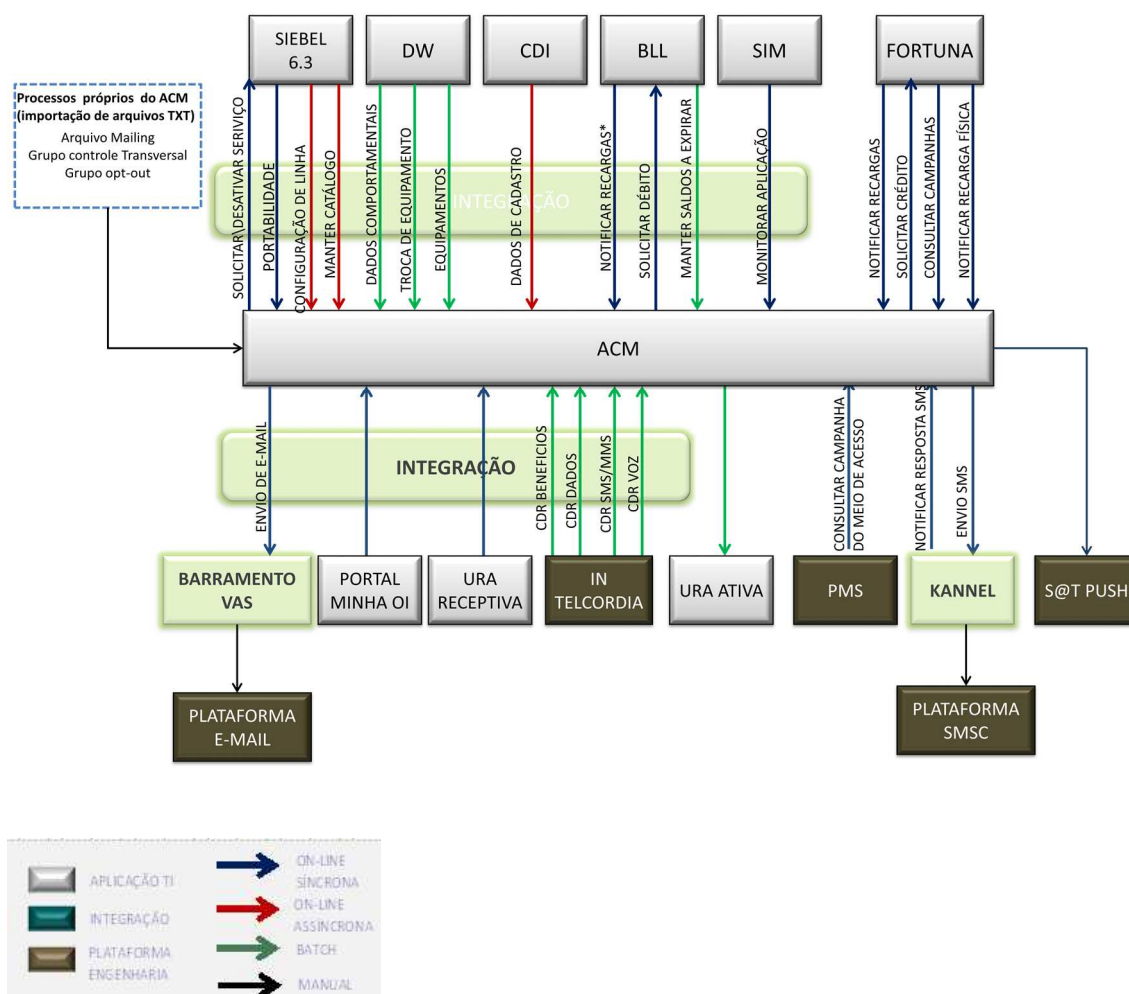 SIEBEL
6.3
DW
CDI
BLL
SIM
FORTUNA
Processos próprios do ACM
(importação de arquivos TXT)
Arquivo Mailing
Grupo controle Transversal
Grupo opt-out
SOLICITAR\DESATIVAR SERIVIÇO
PORTABILIDADE
CONFIGURAÇÃO DE LINHA
MANTER CATÁLOGO
DADOS COMPORTAMENTAIS
TROCA DE EQUIPAMENTO
EQUIPAMENTOS
DADOS DE CADASTRO
NOTIFICAR RECARGAS*
SOLICITAR DÉBITO
MANTER SALDOS A EXPIRAR
MONITORAR APLICAÇÃO
NOTIFICAR RECARGAS
SOLICITAR CRÉDITO
CONSULTAR CAMPANHAS
NOTIFICAR RECARGA FÍSICA
INTEGRAÇÃO
ACM
ENVIO DE E-MAIL
INTEGRAÇÃO
CDR BENEFICIOS
CDR DADOS
CDR SMS/MMS
CDR VOZ
CONSULTAR CAMPANHA
DO MEIO DE ACESSO
NOTIFICAR RESPOSTA SMS
ENVIO SMS
BARRAMENTO
VAS
PORTAL
MINHA OI
URA
RECEPTIVA
IN
TELCORDIA
URA ATIVA
PMS
KANNEL
S@T PUSH
PLATAFORMA
E-MAIL
PLATAFORMA
SMSC
APLICAÇÃO TI
INTEGRAÇÃO
PLATAFORMA
ENGENHARIA
ON-LINE
SÍNCRONA
ON-LINE
ASSÍNCRONA
BATCH
MANUAL